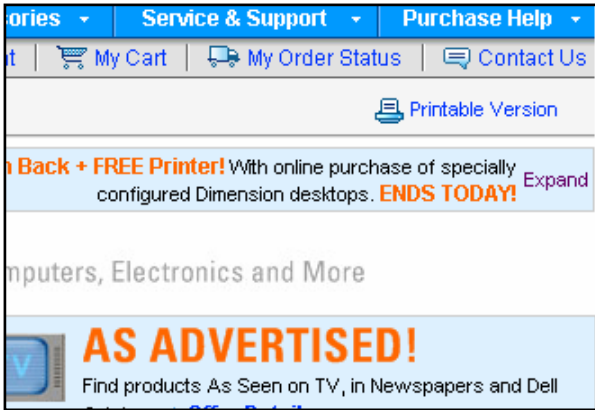 Service & Support Purchase Help
My Cart My Order Status Contact Us
Printable Version
Back + FREE Printer! With online purchase of specially
configured Dimension desktops. ENDS TODAY! Expand
Electronics and More
TV AS ADVERTISED!
Find products As Seen on TV, in Newspapers and Dell